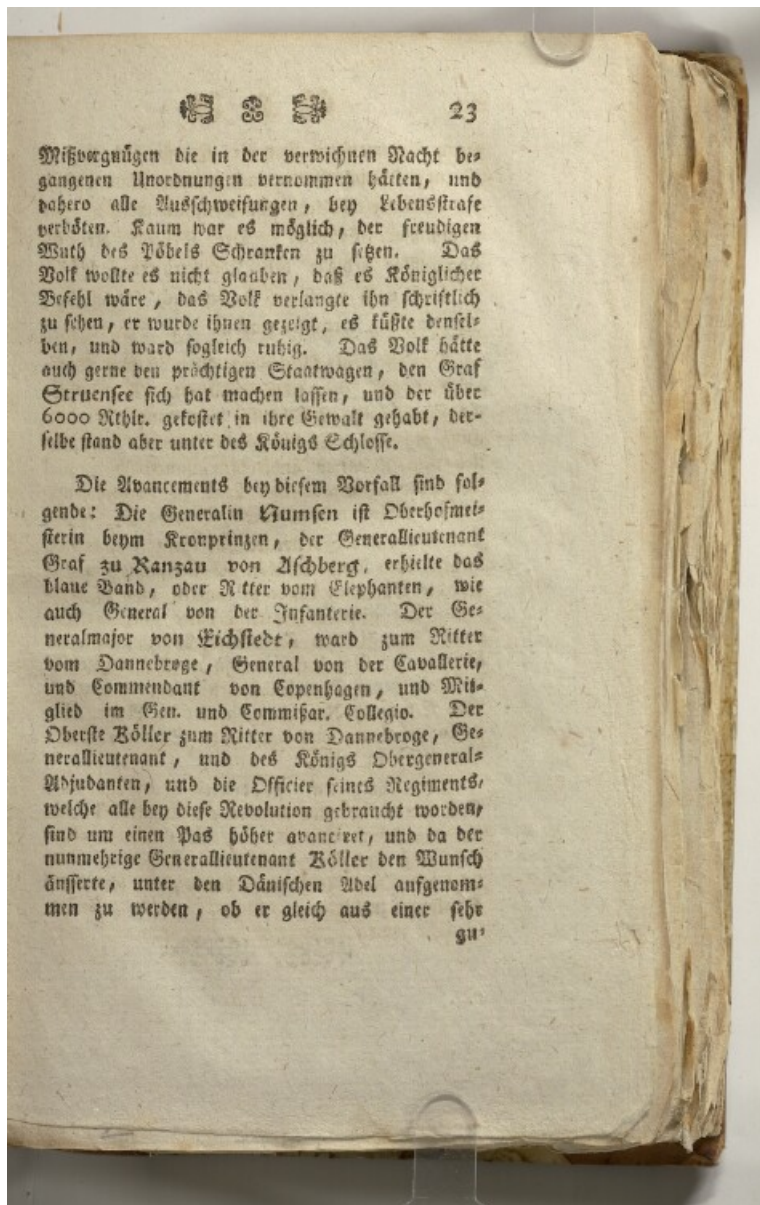 23
Mißvergnügen die in der verwichnen Nacht be-
gangenen Unordnungen vernommen hätten, und
dahero alle Ausschweifungen, bey Lebensstrafe
verböten. Kaum war es möglich, der freudigen
Wuth des Pöbels Schranken zu setzen. Das
Volk wollte es nicht glauben, daß es Königlicher
Befehl wäre, das Volk verlangte ihn schriftlich
zu sehen, er wurde ihnen gezeigt, es küßte densel-
ben, und ward sogleich ruhig. Das Volk hätte
auch gerne den prächtigen Staatwagen, den Graf
Struensee sich hat machen lassen, und der über
6000 Rthlr. gekostet in ihre Gewalt gehabt, der-
selbe stand aber unter des Königs Schlosse.
Die Avancements bey diesem Vorfall sind fol-
gende: Die Generalin Numsen ist Oberhofmei-
sterin beym Kronprinzen, der Generallieutenant
Graf zu Ranzau von Aschberg, erhielte das
blaue Band, oder Ritter vom Elephanten, wie
auch General von der Infanterie. Der Ge-
neralmajor von Eichstedt, ward zum Ritter
vom Dannebroge, General von der Cavallerie,
und Commendant von Copenhagen, und Mit-
glied im Gen. und Commißar. Collegio. Der
Oberste Köller zum Ritter von Dannebroge, Ge-
nerallieutenant, und des Königs Obergeneral-
Adjudanten, und die Officier seines Regiments,
welche alle bey diese Revolution gebraucht worden,
sind um einen Pas höher avanciret, und da der
nunmehrige Generallieutenant Köller den Wunsch
änsserte, unter den Dänischen Adel aufgenom-
men zu werden, ob er gleich aus einer sehr
gu-